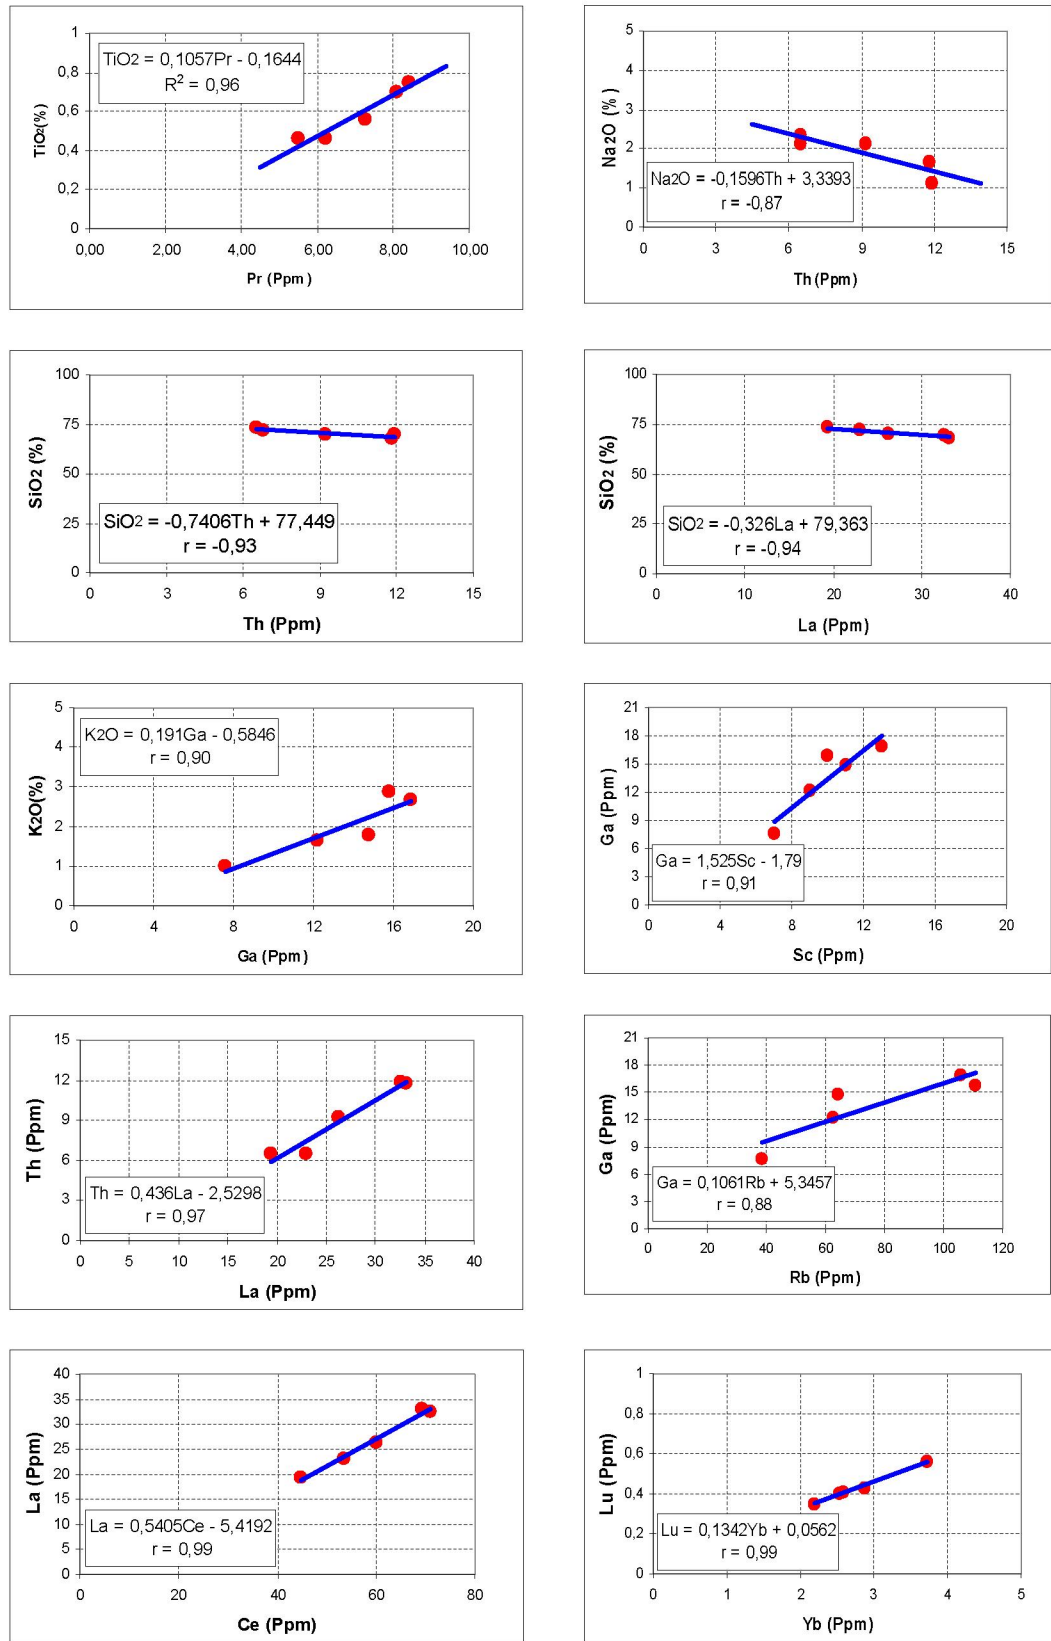 1
0,8
0,6
0,4
0,2
0
TiO2(%)
TiO2 = 0,1057Pr - 0,1644
R2 = 0,96
0,00 2,00 4,00 6,00 8,00 10,00
Pr (Ppm)
5
4
3
2
1
0
Na2O (%)
Na2O = -0,1596Th + 3,3393
r = -0,87
0 3 6 9 12 15
Th (Ppm)
100
75
50
25
0
SiO2 (%)
SiO2 = -0,7406Th + 77,449
r = -0,93
0 3 6 9 12 15
Th (Ppm)
100
75
50
25
0
SiO2 (%)
SiO2 = -0,326La + 79,363
r = -0,94
0 10 20 30 40
La (Ppm)
5
4
3
2
1
0
K2O(%)
K2O = 0,191Ga - 0,5846
r = 0,90
0 4 8 12 16 20
Ga (Ppm)
21
18
15
12
9
6
3
0
Ga (Ppm)
Ga = 1,525Sc - 1,79
r = 0,91
0 4 8 12 16 20
Sc (Ppm)
15
12
9
6
3
0
Th (Ppm)
Th = 0,436La - 2,5298
r = 0,97
0 5 10 15 20 25 30 35 40
La (Ppm)
21
18
15
12
9
6
3
0
Ga (Ppm)
Ga = 0,1061Rb + 5,3457
r = 0,88
0 20 40 60 80 100 120
Rb (Ppm)
40
35
30
25
20
15
10
5
0
La (Ppm)
La = 0,5405Ce - 5,4192
r = 0,99
0 20 40 60 80
Ce (Ppm)
1
0,8
0,6
0,4
0,2
0
Lu (Ppm)
Lu = 0,1342Yb + 0,0562
r = 0,99
0 1 2 3 4 5
Yb (Ppm)